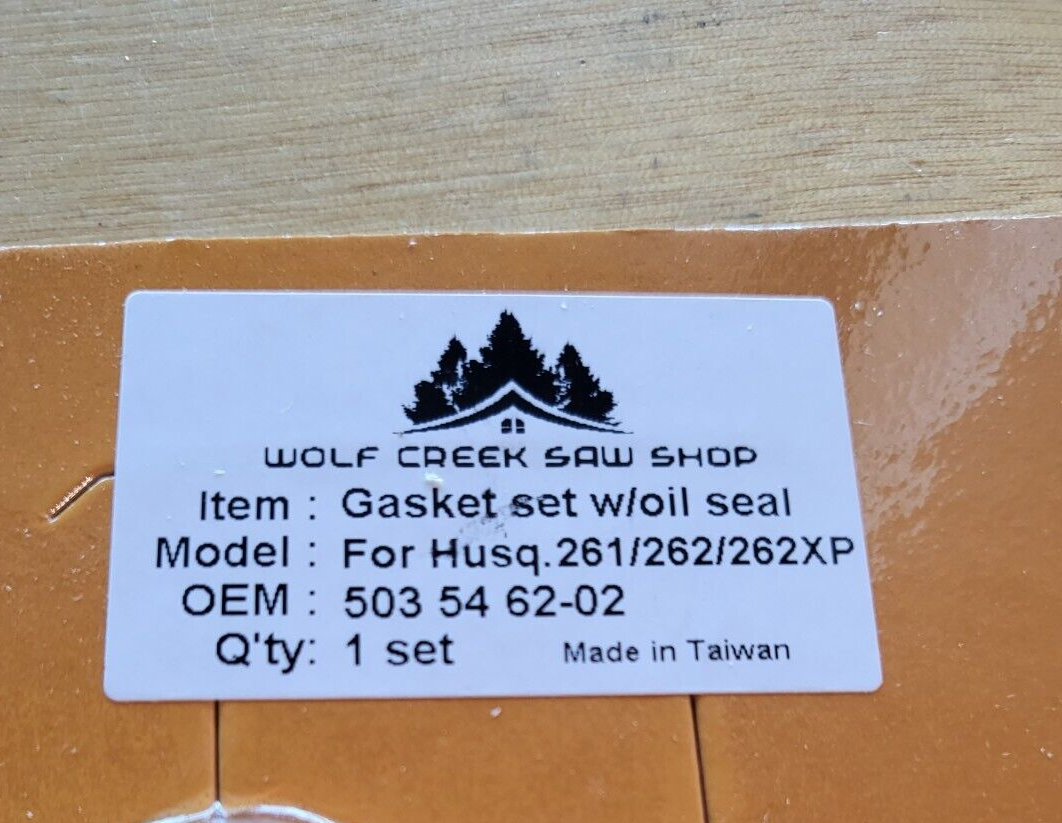 WOLF CREEK SAW SHOP
Item : Gasket set w/oil seal
Model : For Husq.261/262/262XP
OEM : 503 54 62-02
Q'ty: 1 set Made in Taiwan